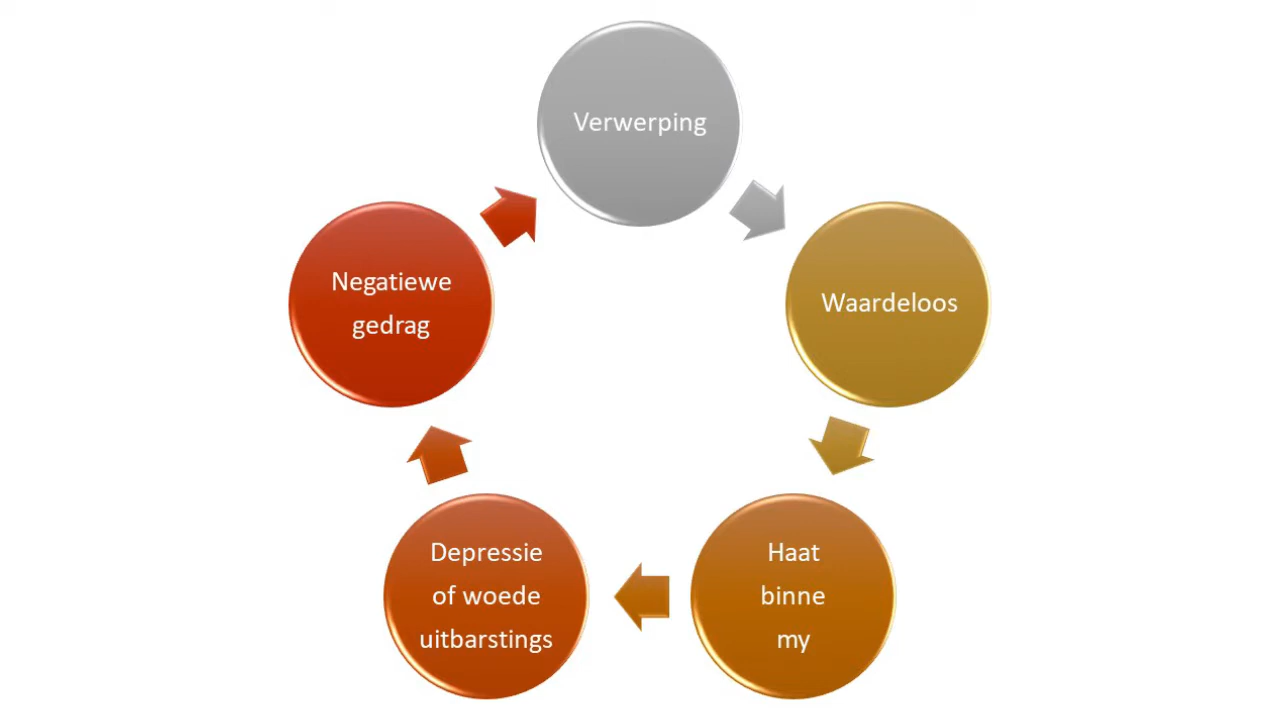 Verwerping
Waardeloos
Haat
binne
my
Depressie
of woede
uitbarstings
Negatiewe
gedrag